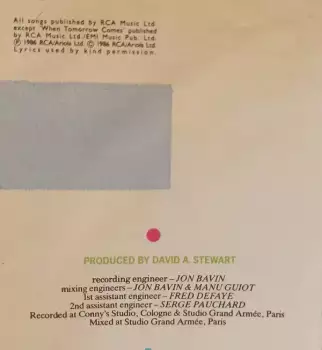 All songs published by RCA Music Ltd.
except 'When Tomorrow Comes' published
by RCA Music Ltd./EMI Music Pub. Ltd.
℗ 1986 RCA/Ariola Ltd. © 1986 RCA/Ariola Ltd.
Lyrics used by kind permission.
PRODUCED BY DAVID A. STEWART
recording engineer – JON BAVIN
mixing engineers – JON BAVIN & MANU GUIOT
1st assistant engineer – FRED DEFAYE
2nd assistant engineer – SERGE PAUCHARD
Recorded at Conny's Studio, Cologne & Studio Grand Armée, Paris
Mixed at Studio Grand Armée, Paris